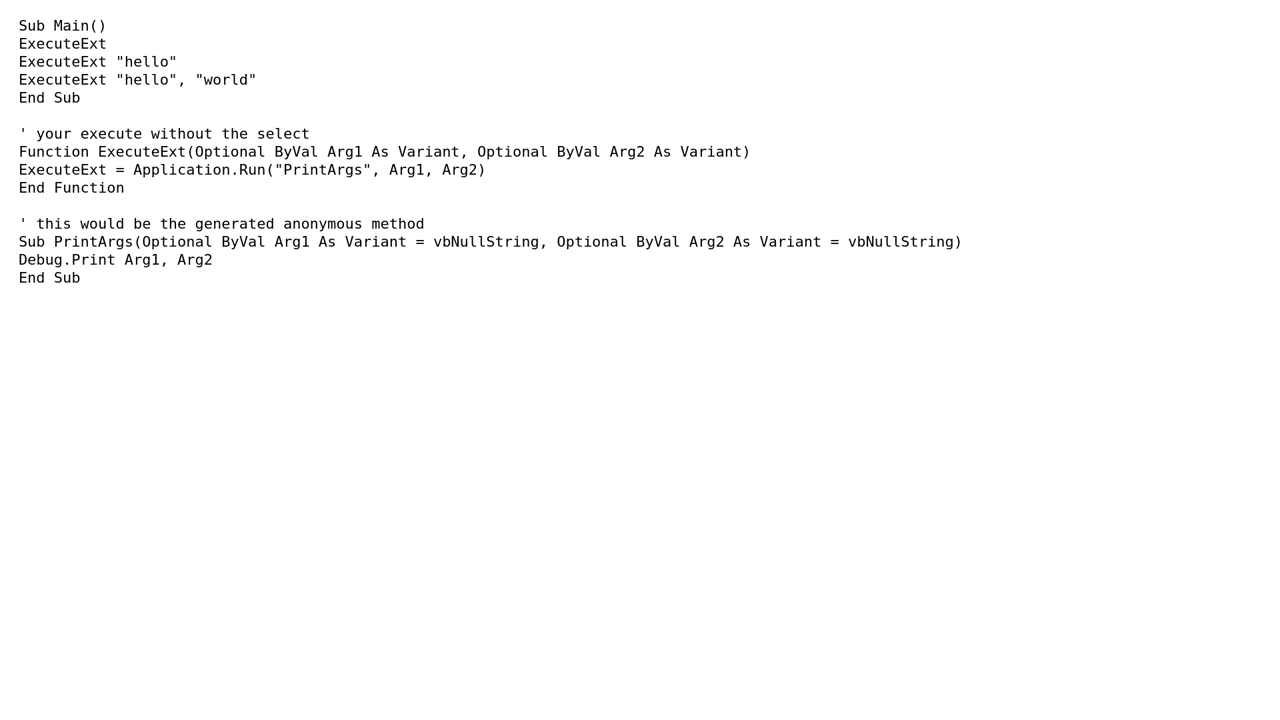 Sub Main()
ExecuteExt
ExecuteExt "hello"
ExecuteExt "hello", "world"
End Sub

' your execute without the select
Function ExecuteExt(Optional ByVal Arg1 As Variant, Optional ByVal Arg2 As Variant)
ExecuteExt = Application.Run("PrintArgs", Arg1, Arg2)
End Function

' this would be the generated anonymous method
Sub PrintArgs(Optional ByVal Arg1 As Variant = vbNullString, Optional ByVal Arg2 As Variant = vbNullString)
Debug.Print Arg1, Arg2
End Sub